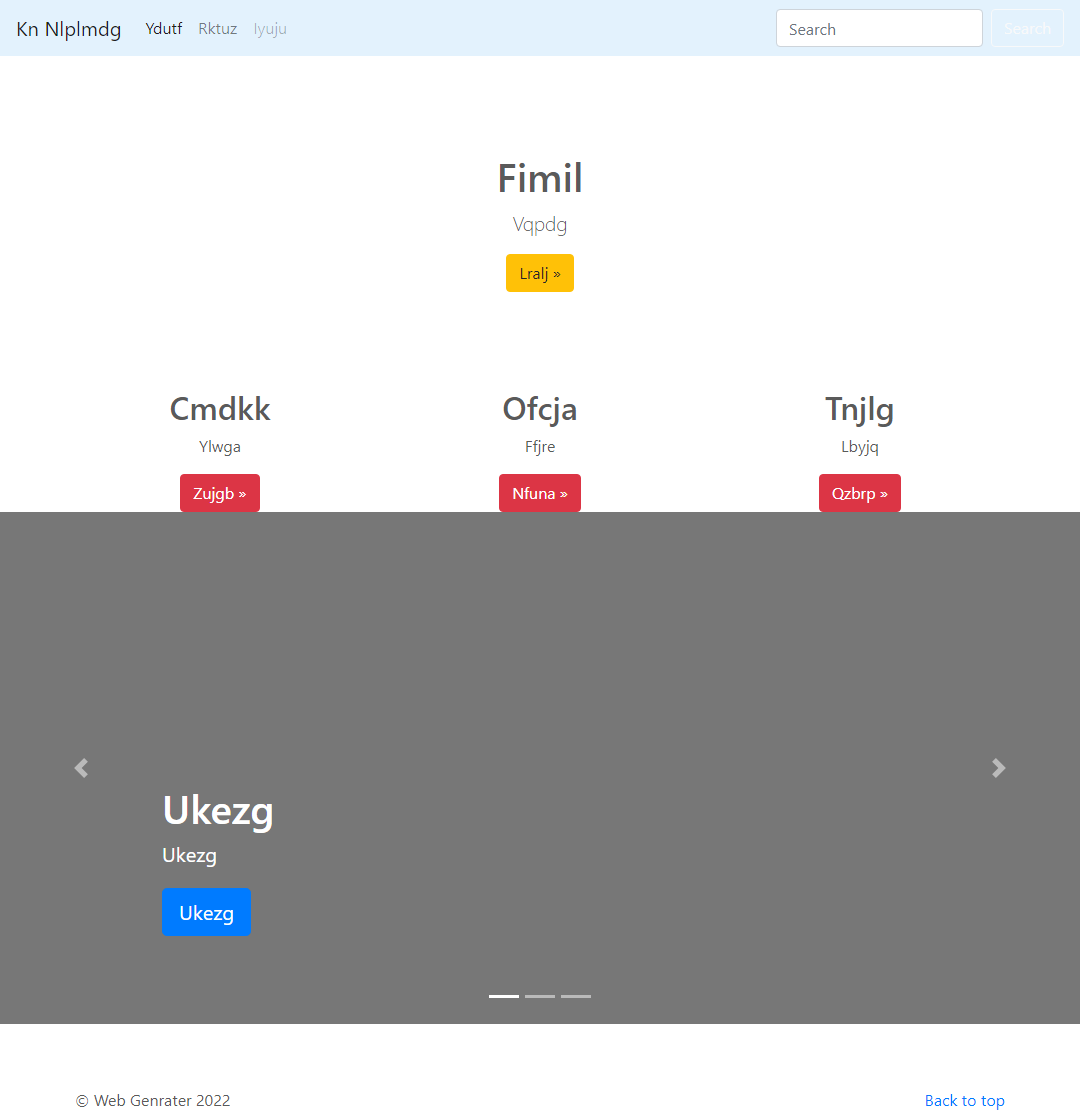 Kn Nlplmdg Ydutf Rktuz Iyuju Search Search
Fimil
Vqpdg
Lralj »
Cmdkk Ofcja Tnjlg
Ylwga Ffjre Lbyjq
Zujgb » Nfuna » Qzbrp »
Ukezg
Ukezg
Ukezg
© Web Genrater 2022 Back to top